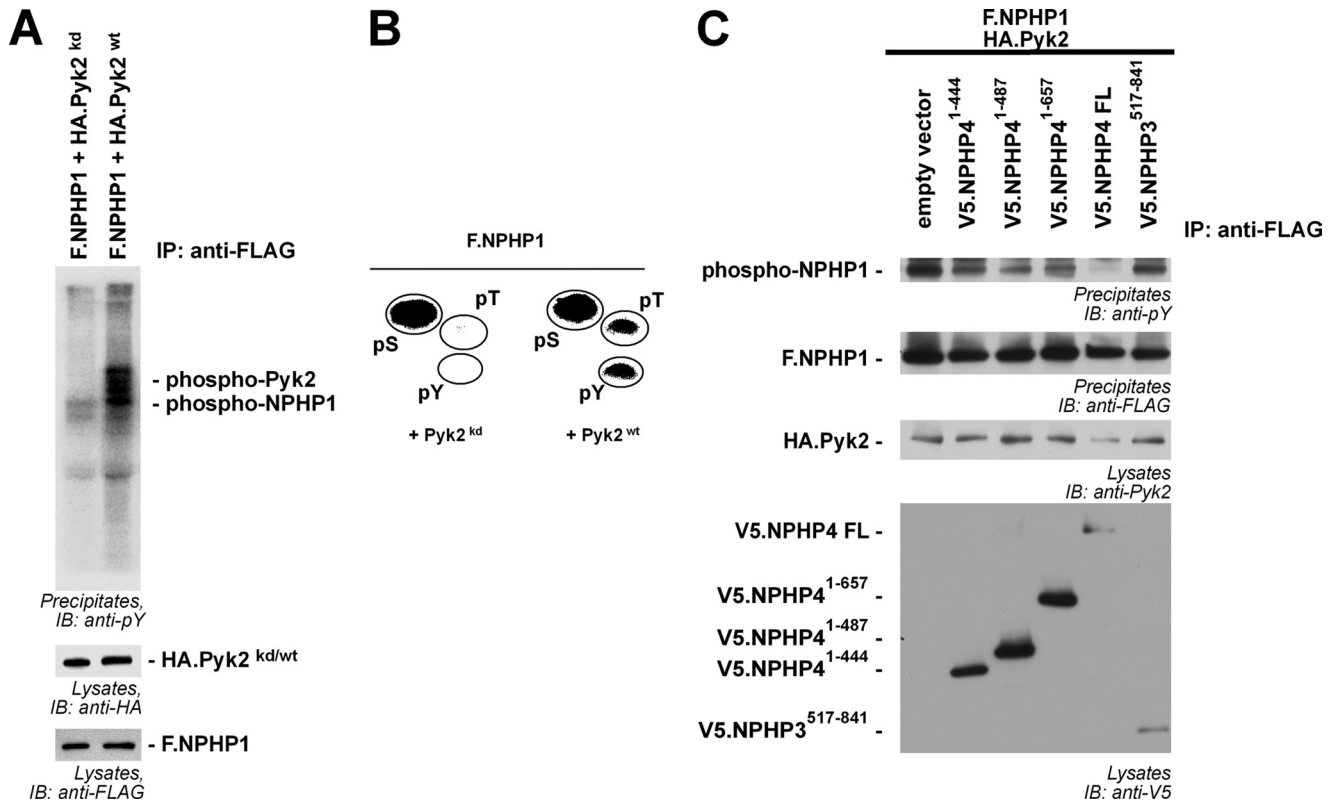 A
F.NPHP1 + HA.Pyk2 kd
F.NPHP1 + HA.Pyk2 wt
IP: anti-FLAG
- phospho-Pyk2
- phospho-NPHP1
Precipitates,
IB: anti-pY
- HA.Pyk2 kd/wt
Lysates,
IB: anti-HA
- F.NPHP1
Lysates,
IB: anti-FLAG
B
F.NPHP1
pS
pT
pY
+ Pyk2 kd
pS
pT
pY
+ Pyk2 wt
C
F.NPHP1
HA.Pyk2
empty vector
V5.NPHP4 1-444
V5.NPHP4 1-487
V5.NPHP4 1-657
V5.NPHP4 FL
V5.NPHP3 517-841
IP: anti-FLAG
phospho-NPHP1 -
Precipitates
IB: anti-pY
F.NPHP1 -
Precipitates
IB: anti-FLAG
HA.Pyk2 -
Lysates
IB: anti-Pyk2
V5.NPHP4 FL -
V5.NPHP4 1-657 -
V5.NPHP4 1-487 -
V5.NPHP4 1-444 -
V5.NPHP3 517-841 -
Lysates
IB: anti-V5